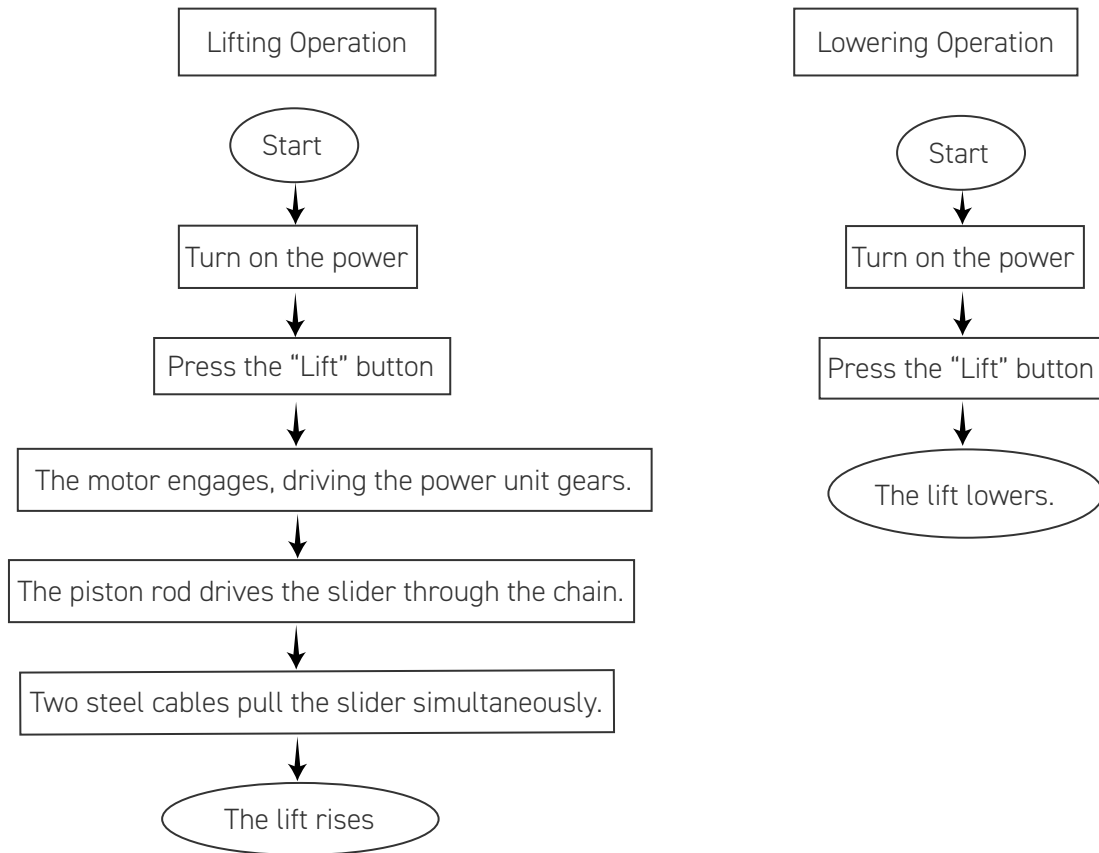 Lifting Operation
Start
Turn on the power
Press the “Lift” button
The motor engages, driving the power unit gears.
The piston rod drives the slider through the chain.
Two steel cables pull the slider simultaneously.
The lift rises
Lowering Operation
Start
Turn on the power
Press the “Lift” button
The lift lowers.